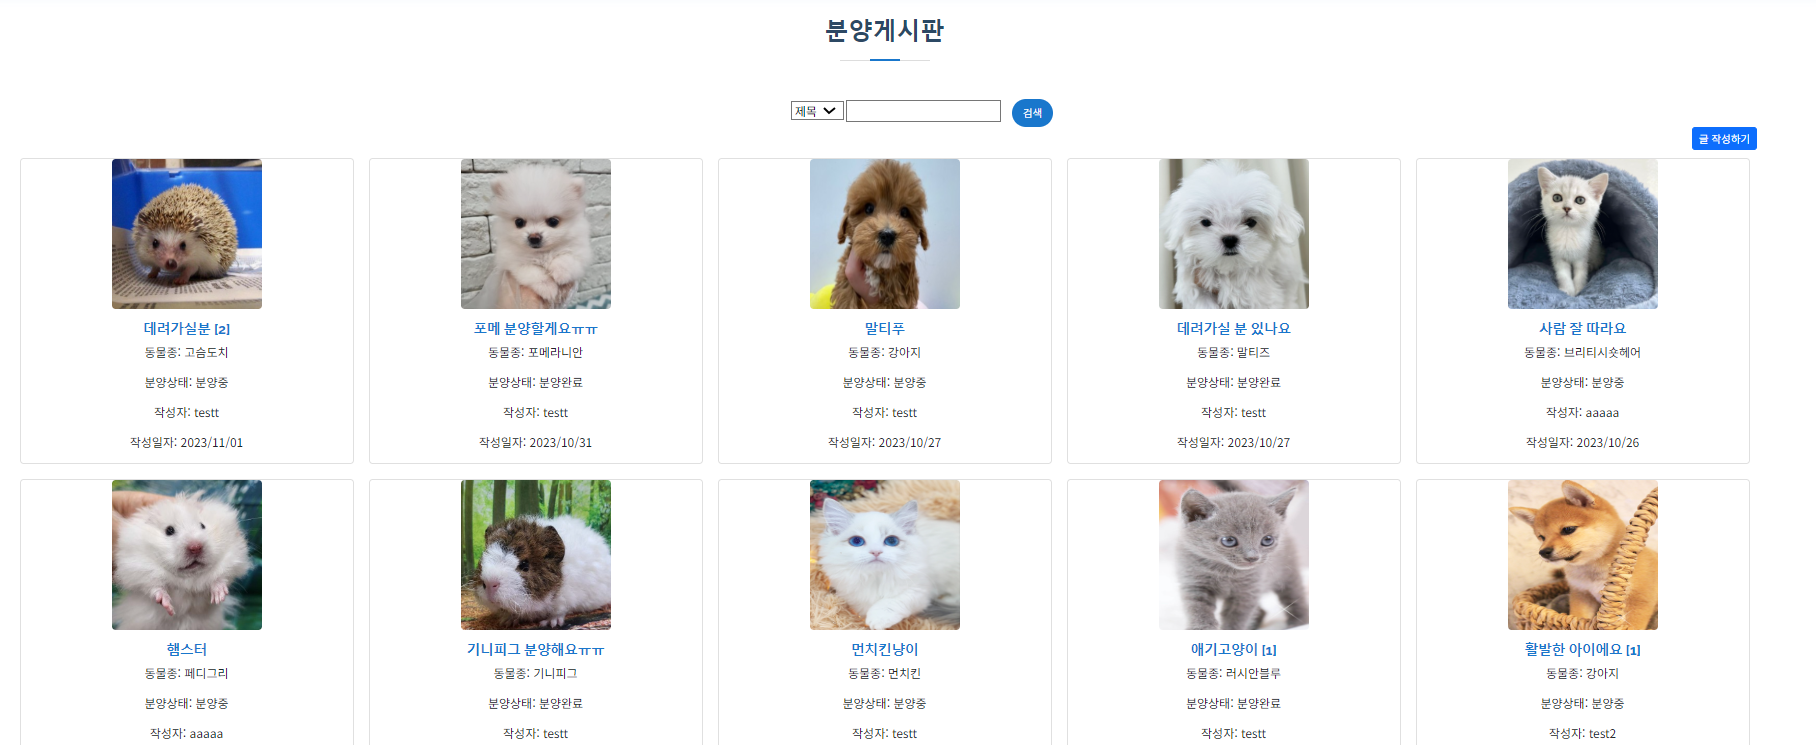 분양게시판
제목
검색
글 작성하기
데려가실분 [2]
동물종: 고슴도치
분양상태: 분양중
작성자: testt
작성일자: 2023/11/01
포메 분양할게요ㅠㅠ
동물종: 포메라니안
분양상태: 분양완료
작성자: testt
작성일자: 2023/10/31
말티푸
동물종: 강아지
분양상태: 분양중
작성자: testt
작성일자: 2023/10/27
데려가실 분 있나요
동물종: 말티즈
분양상태: 분양완료
작성자: testt
작성일자: 2023/10/27
사람 잘 따라요
동물종: 브리티시숏헤어
분양상태: 분양중
작성자: aaaaa
작성일자: 2023/10/26
햄스터
동물종: 페디그리
분양상태: 분양중
작성자: aaaaa
기니피그 분양해요ㅠㅠ
동물종: 기니피그
분양상태: 분양완료
작성자: testt
먼치킨냥이
동물종: 먼치킨
분양상태: 분양중
작성자: testt
애기고양이 [1]
동물종: 러시안블루
분양상태: 분양완료
작성자: testt
활발한 아이에요 [1]
동물종: 강아지
분양상태: 분양중
작성자: test2